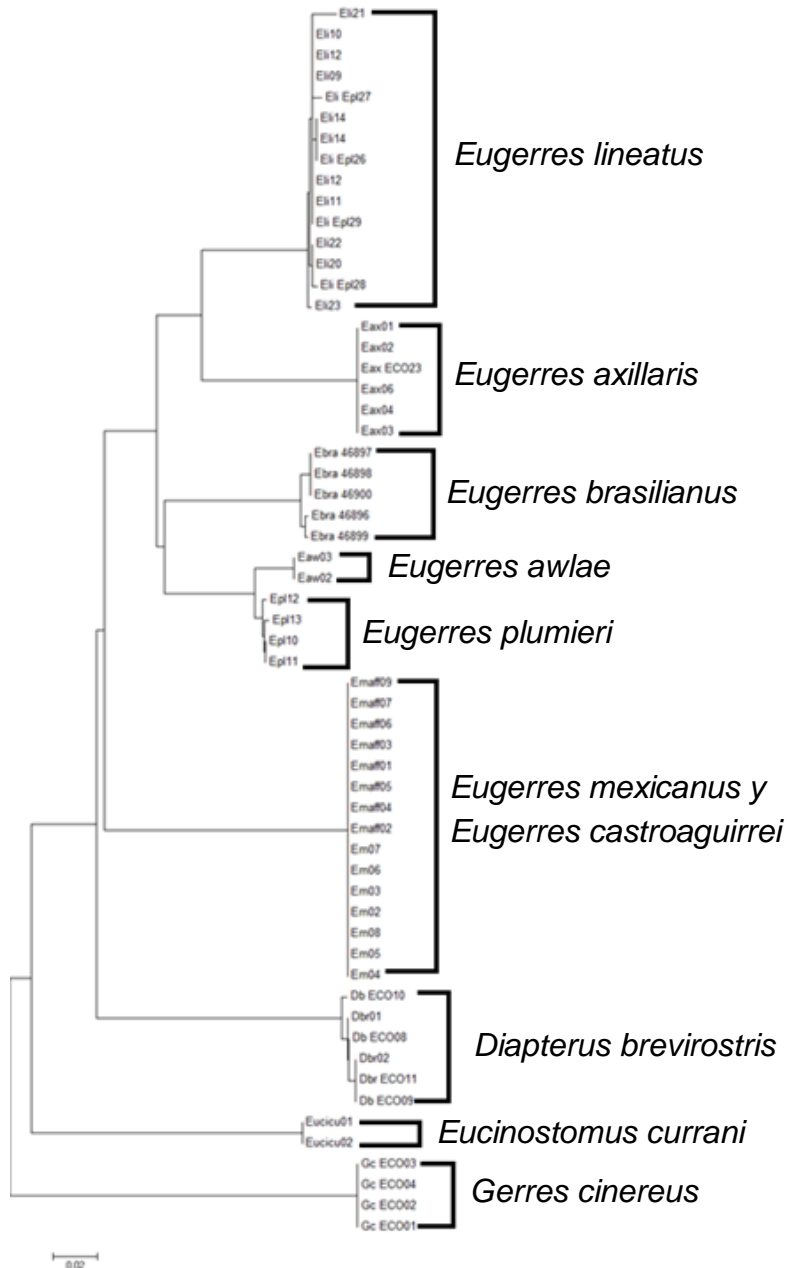 Eli21
Eli10
Eli12
Eli09
Eli Epl27
Eli14
Eli14
Eli Epl26
Eli12
Eli11
Eli Epl29
Eli22
Eli20
Eli Epl28
Eli23
Eugerres lineatus
Eax01
Eax02
Eax ECO23
Eax06
Eax04
Eax03
Eugerres axillaris
Ebra 46897
Ebra 46898
Ebra 46900
Ebra 46896
Ebra 46899
Eugerres brasilianus
Eaw03
Eaw02
Eugerres awlae
Epl12
Epl13
Epl10
Epl11
Eugerres plumieri
Emaff09
Emaff07
Emaff06
Emaff03
Emaff01
Emaff05
Emaff04
Emaff02
Em07
Em06
Em03
Em02
Em08
Em05
Em04
Eugerres mexicanus y
Eugerres castroaguirrei
Db ECO10
Dbr01
Db ECO08
Dbr02
Dbr ECO11
Db ECO09
Diapterus brevirostris
Eucicu01
Eucicu02
Eucinostomus currani
Gc ECO03
Gc ECO04
Gc ECO02
Gc ECO01
Gerres cinereus
0.02